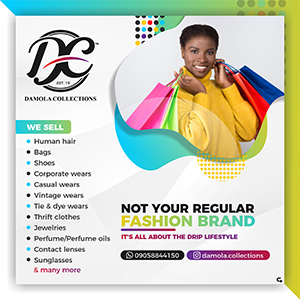 DC
EST. 18
DAMOLA COLLECTIONS
WE SELL
Human hair
Bags
Shoes
Corporate wears
Casual wears
Vintage wears
Tie & dye wears
Thrift clothes
Jewelries
Perfume/Perfume oils
Contact lenses
Sunglasses
& many more
NOT YOUR REGULAR
FASHION BRAND
IT'S ALL ABOUT THE DRIP LIFESTYLE
09058844150
damola.collections
G